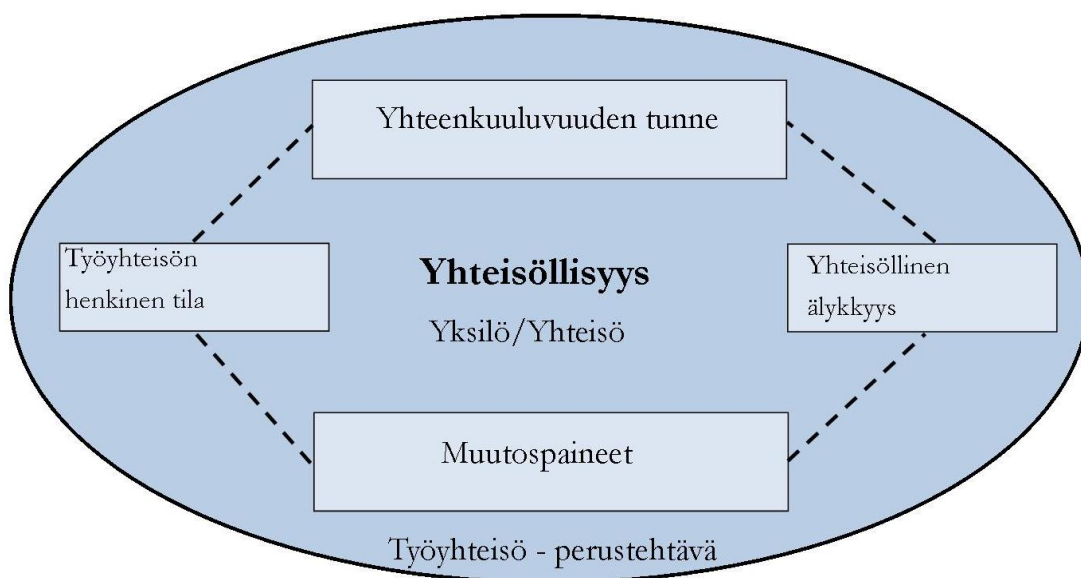 Yhteenkuuluvuuden tunne
Työyhteisön
henkinen tila
Yhteisöllisyys
Yksilö/Yhteisö
Yhteisöllinen
älykkyys
Muutospaineet
Työyhteisö - perustehtävä